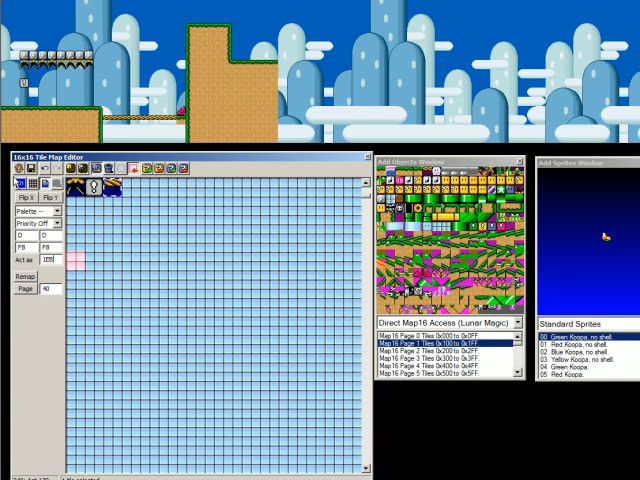 16x16 Tile Map Editor
Flip X Flip Y
Palette --
Priority Off
0 0
F8 F8
Act as 1EB
Remap
Page 40
Add Objects Window
Direct Map16 Access (Lunar Magic)
Map16 Page 0 Tiles 0x000 to 0x0FF.
Map16 Page 1 Tiles 0x100 to 0x1FF.
Map16 Page 2 Tiles 0x200 to 0x2FF.
Map16 Page 3 Tiles 0x300 to 0x3FF.
Map16 Page 4 Tiles 0x400 to 0x4FF.
Map16 Page 5 Tiles 0x500 to 0x5FF.
Add Sprites Window
Standard Sprites
00 Green Koopa, no shell.
01 Red Koopa, no shell.
02 Blue Koopa, no shell.
03 Yellow Koopa, no shell.
04 Green Koopa.
05 Red Koopa.